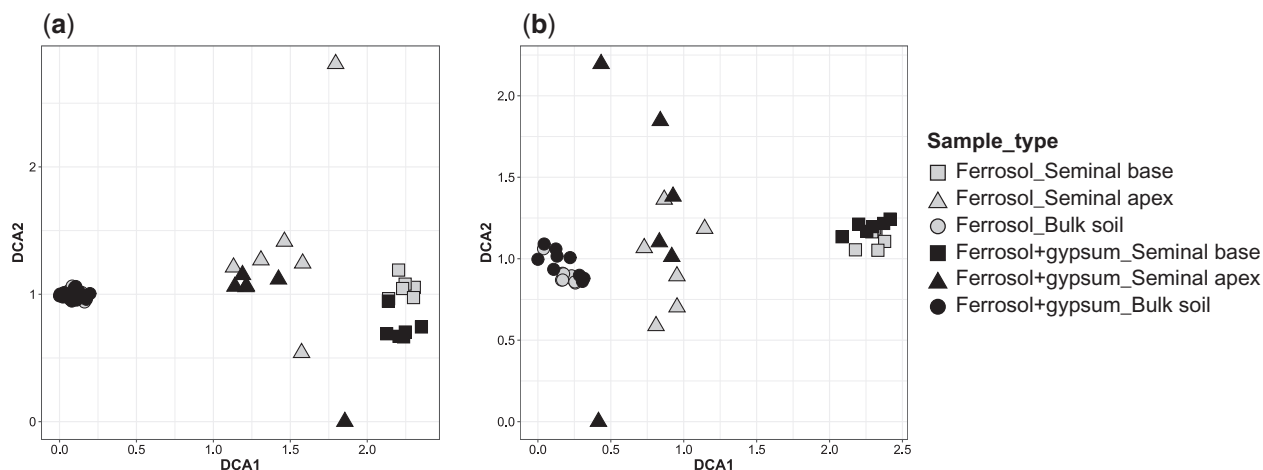 (a)
(b)
DCA2
2
1
0
0.0 0.5 1.0 1.5 2.0
DCA1
DCA2
2.0
1.5
1.0
0.5
0.0
0.0 0.5 1.0 1.5 2.0 2.5
DCA1
Sample_type
Ferrosol_Seminal base
Ferrosol_Seminal apex
Ferrosol_Bulk soil
Ferrosol+gypsum_Seminal base
Ferrosol+gypsum_Seminal apex
Ferrosol+gypsum_Bulk soil